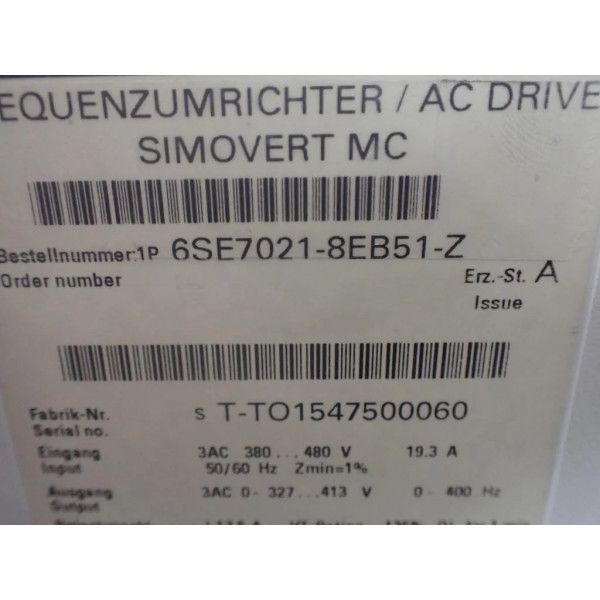 EQUENZUMRICHTER / AC DRIVE
SIMOVERT MC
Bestellnummer:1P 6SE7021-8EB51-Z
Order number
Erz.-St. A
Issue
Fabrik-Nr. S T-TO1547500060
Serial no.
Eingang 3AC 380...480 V 19.3 A
Input 50/60 Hz Zmin=1%
Ausgang 3AC 0- 327...413 V 0- 400 Hz
Output